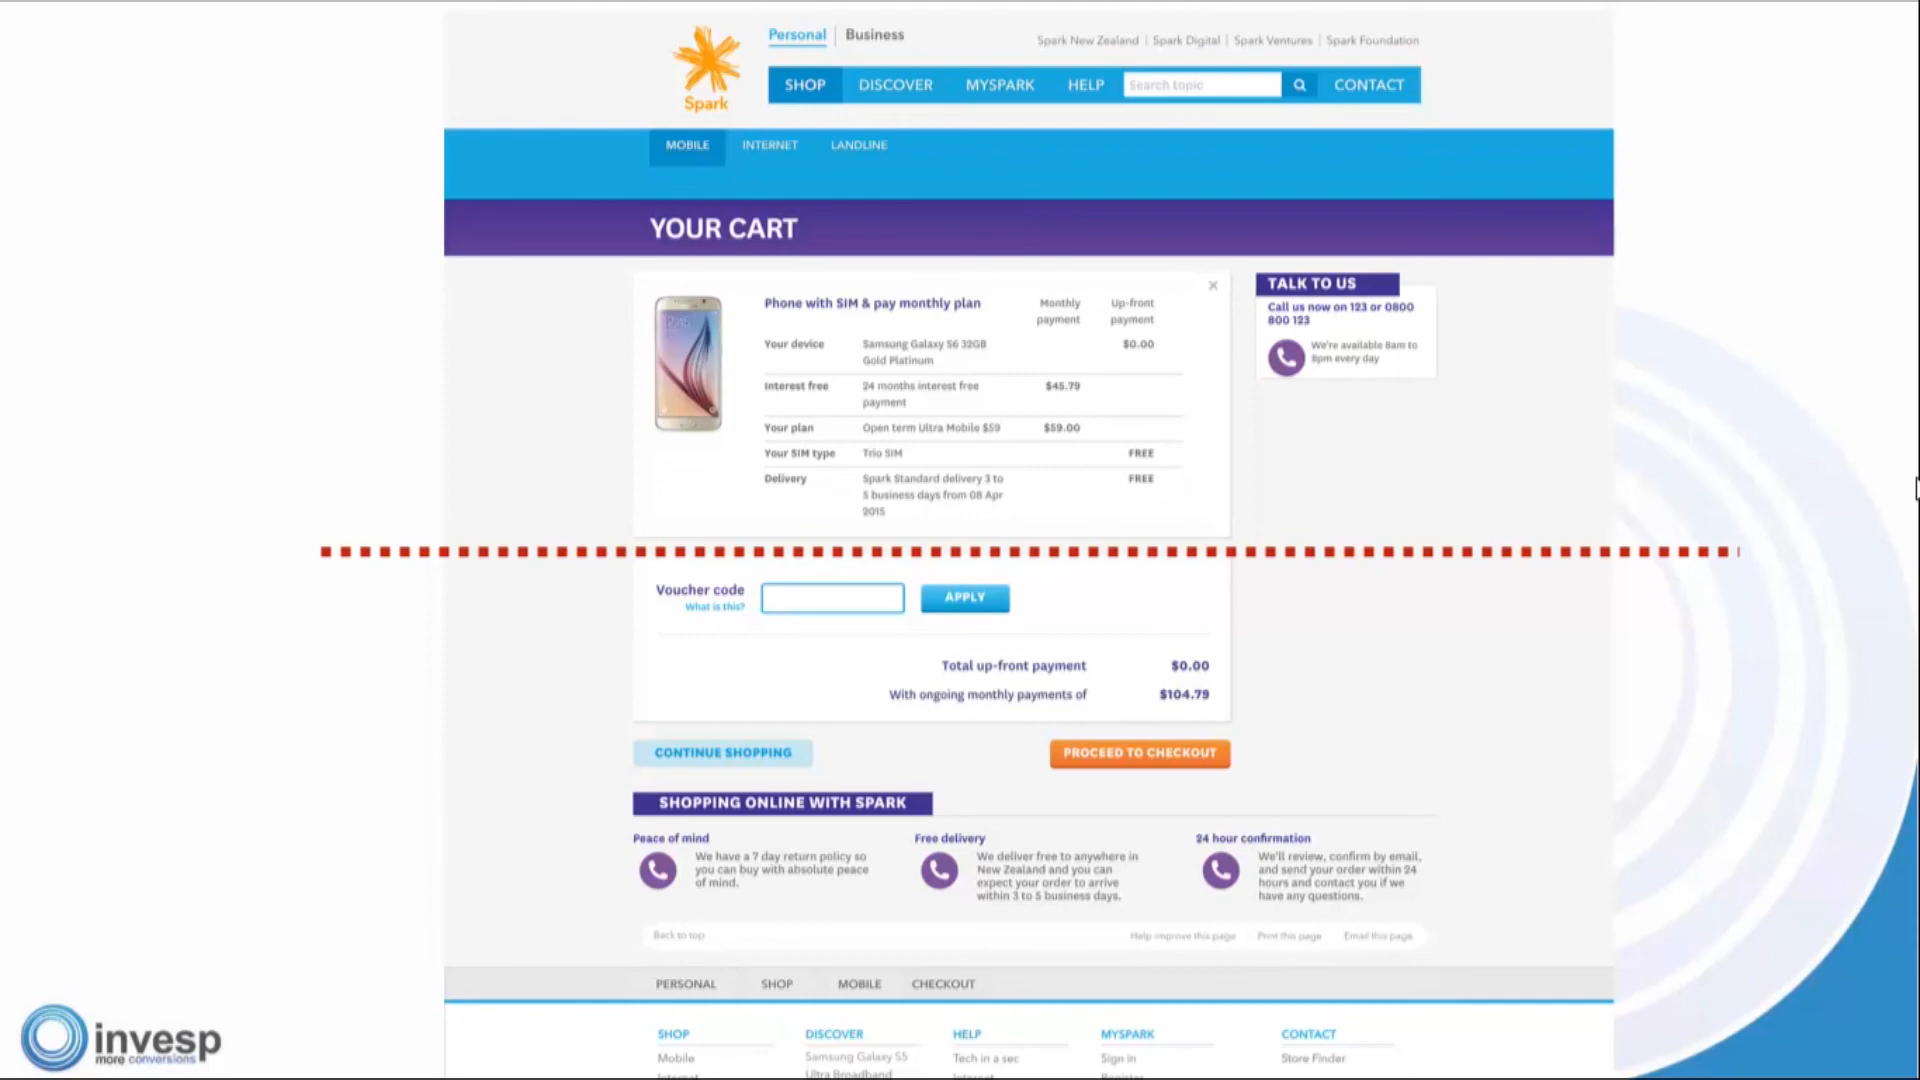 Personal | Business
Spark New Zealand | Spark Digital | Spark Ventures | Spark Foundation
Spark
SHOP DISCOVER MYSPARK HELP Search topic CONTACT
MOBILE INTERNET LANDLINE
YOUR CART
Phone with SIM & pay monthly plan
Monthly payment
Up-front payment
Your device Samsung Galaxy S6 32GB $0.00
Gold Platinum
Interest free 24 months interest free $45.79
payment
Your plan Open term Ultra Mobile $59 $59.00
Your SIM type Trio SIM FREE
Delivery Spark Standard delivery 3 to FREE
5 business days from 08 Apr
2015
TALK TO US
Call us now on 123 or 0800
800 123
We're available 8am to
8pm every day
Voucher code APPLY
What is this?
Total up-front payment $0.00
With ongoing monthly payments of $104.79
CONTINUE SHOPPING PROCEED TO CHECKOUT
SHOPPING ONLINE WITH SPARK
Peace of mind
We have a 7 day return policy so
you can buy with absolute peace
of mind.
Free delivery
We deliver free to anywhere in
New Zealand and you can
expect your order to arrive
within 3 to 5 business days.
24 hour confirmation
We'll review, confirm by email,
and send your order within 24
hours and contact you if we
have any questions.
Back to top Help improve this page Print this page Email this page
PERSONAL SHOP MOBILE CHECKOUT
SHOP DISCOVER HELP MYSPARK CONTACT
Mobile Samsung Galaxy S5 Tech in a sec Sign in Store Finder
Internet Ultra Broadband Internet Register
invesp
more conversions